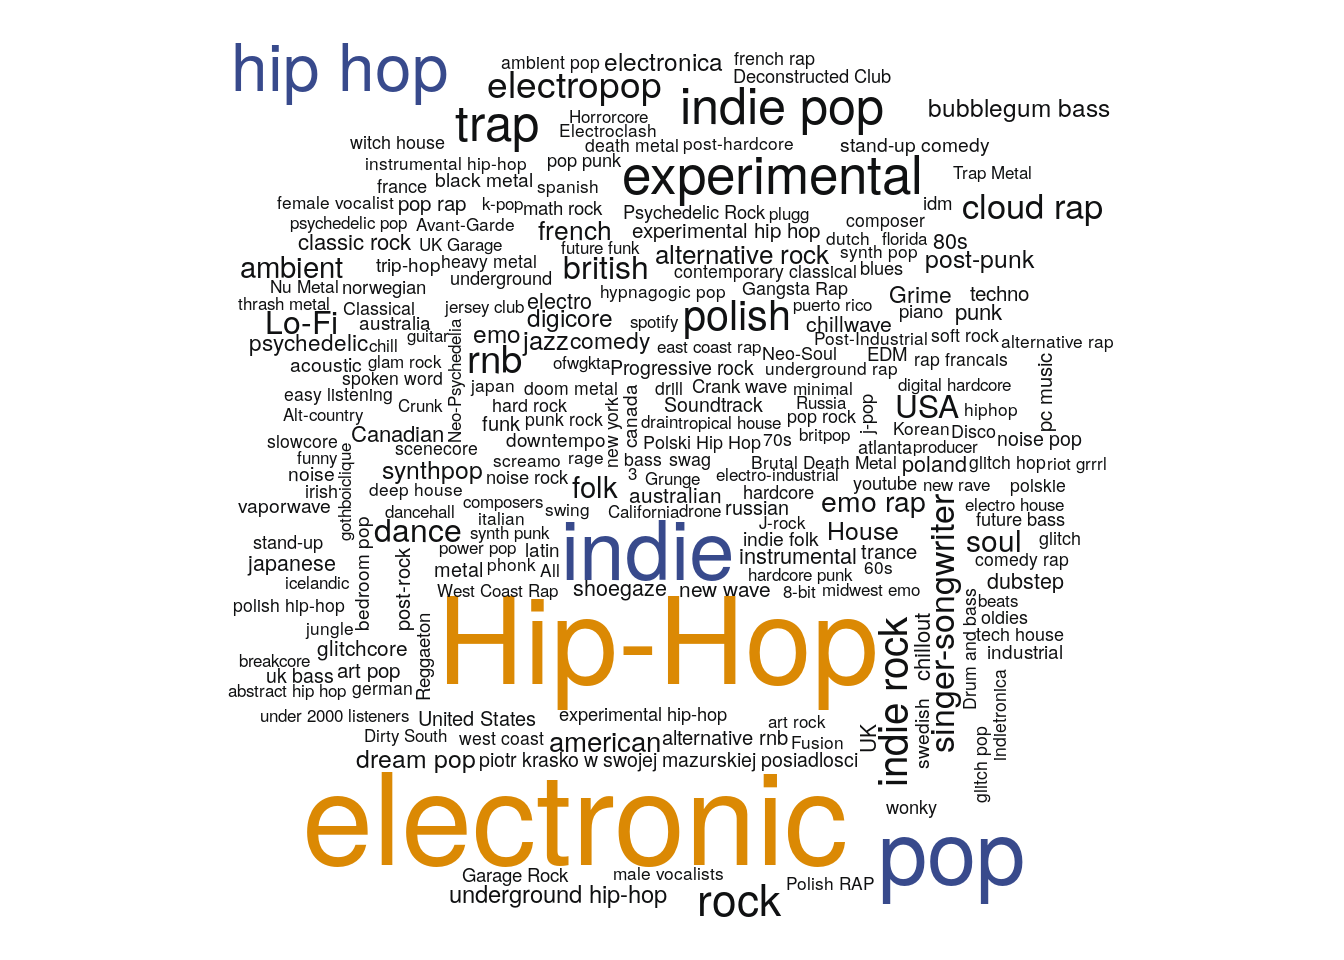 hip hop
ambient pop
electronica
french rap
electropop
Deconstructed Club
indie pop
bubblegum bass
trap
Horrorcore
Electroclash
witch house
death metal
post-hardcore
stand-up comedy
instrumental hip-hop
pop punk
experimental
Trap Metal
france
black metal
spanish
female vocalist
pop rap
k-pop
math rock
Psychedelic Rock
plugg
idm
cloud rap
psychedelic pop
Avant-Garde
french
experimental hip hop
composer
classic rock
UK Garage
future funk
alternative rock
dutch
florida
80s
synth pop
ambient
trip-hop
heavy metal
british
contemporary classical
blues
post-punk
underground
Nu Metal
norwegian
hypnagogic pop
Gangsta Rap
Grime
techno
thrash metal
Classical
jersey club
electro
polish
puerto rico
piano
punk
Lo-Fi
australia
digicore
spotify
chillwave
psychedelic
chill
guitar
emo
jazz
comedy
east coast rap
Post-Industrial
soft rock
alternative rap
Neo-Soul
EDM
rap francais
acoustic
glam rock
Neo-Psychedelia
rnb
ofwgkta
Progressive rock
underground rap
pc music
spoken word
japan
doom metal
drill
Crank wave
minimal
digital hardcore
easy listening
Crunk
hard rock
new york
canada
Soundtrack
Russia
j-pop
USA
hiphop
Alt-country
funk
punk rock
drain
tropical house
pop rock
Korean
Disco
slowcore
Canadian
downtempo
Polski Hip Hop
70s
britpop
atlanta
producer
noise pop
funny
gothboiclique
scenecore
screamo
rage
bass
swag
Brutal Death Metal
poland
glitch hop
riot grrrl
noise
synthpop
noise rock
3
Grunge
electro-industrial
irish
deep house
folk
australian
hardcore
youtube
new rave
polskie
vaporwave
dancehall
composers
swing
California
drone
russian
emo rap
electro house
bedroom pop
dance
italian
synth punk
indie
J-rock
indie folk
House
singer-songwriter
future bass
stand-up
power pop
latin
instrumental
trance
soul
glitch
japanese
post-rock
metal
phonk
All
hardcore punk
60s
comedy rap
icelandic
West Coast Rap
shoegaze
new wave
8-bit
midwest emo
dubstep
polish hip-hop
Hip-Hop
Drum and bass
beats
jungle
Reggaeton
indie rock
chillout
oldies
glitchcore
tech house
breakcore
industrial
uk bass
art pop
abstract hip hop
german
Indietronica
under 2000 listeners
United States
experimental hip-hop
art rock
UK
swedish
glitch pop
Dirty South
west coast
american
alternative rnb
Fusion
dream pop
piotr krasko w swojej mazurskiej posiadlosci
electronic
wonky
pop
Garage Rock
male vocalists
Polish RAP
underground hip-hop
rock